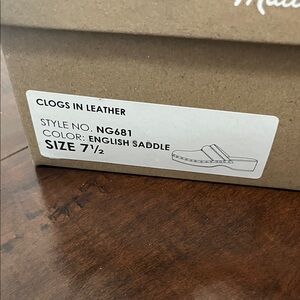 CLOGS IN LEATHER
STYLE NO. NG681
COLOR: ENGLISH SADDLE
SIZE 7½